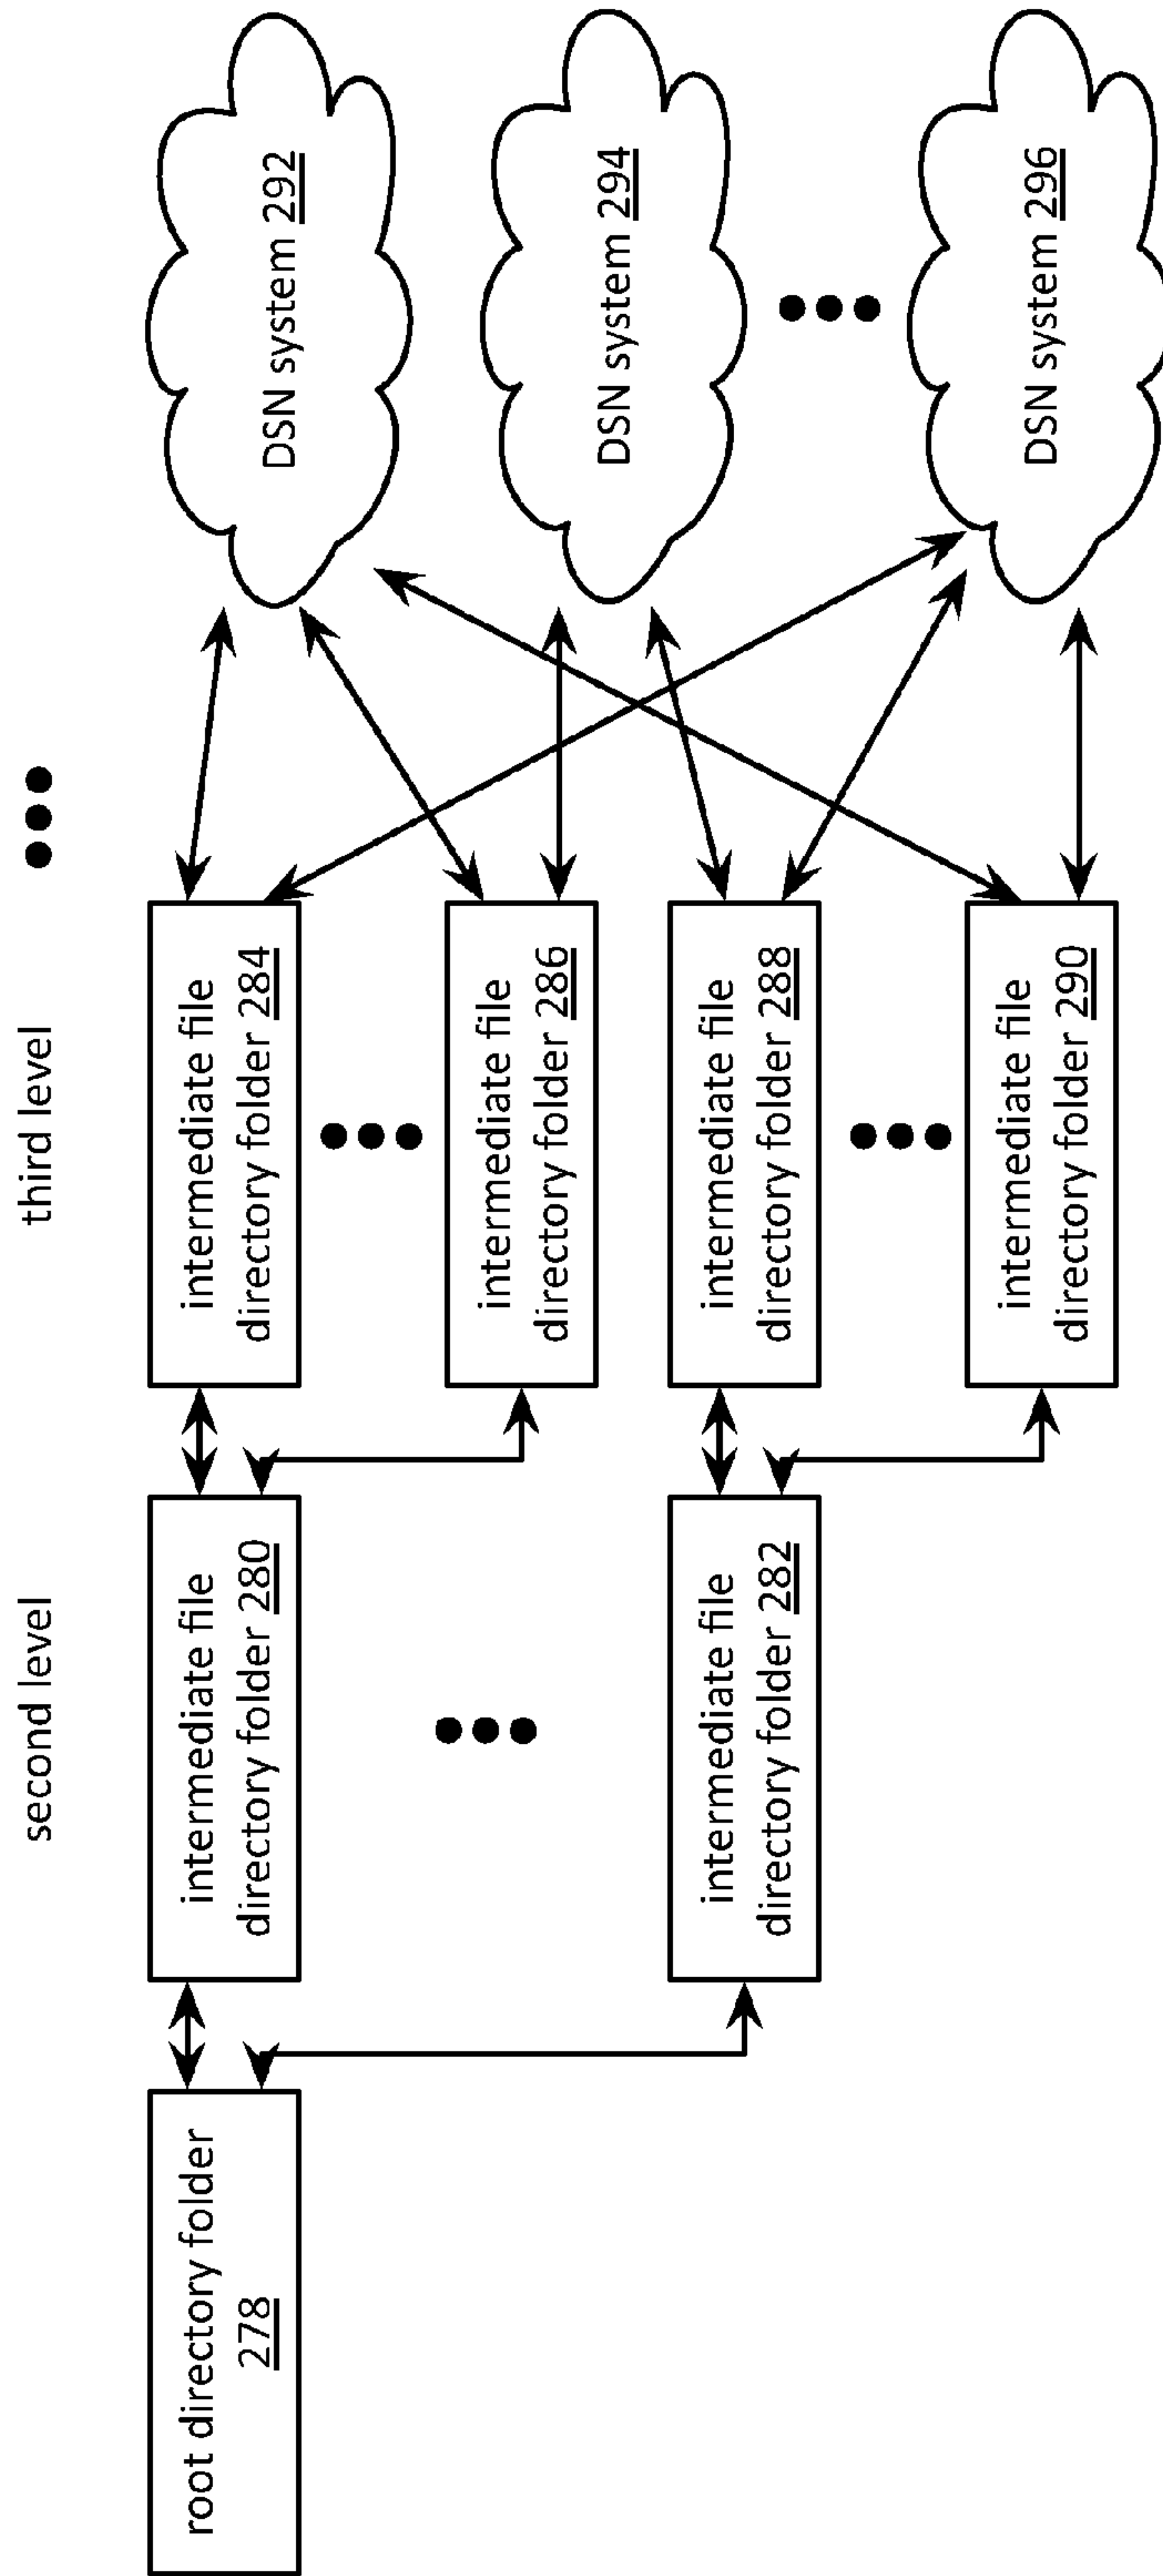 second level
third level
root directory folder
278
intermediate file
directory folder 280
intermediate file
directory folder 282
intermediate file
directory folder 284
intermediate file
directory folder 286
intermediate file
directory folder 288
intermediate file
directory folder 290
DSN system 292
DSN system 294
DSN system 296